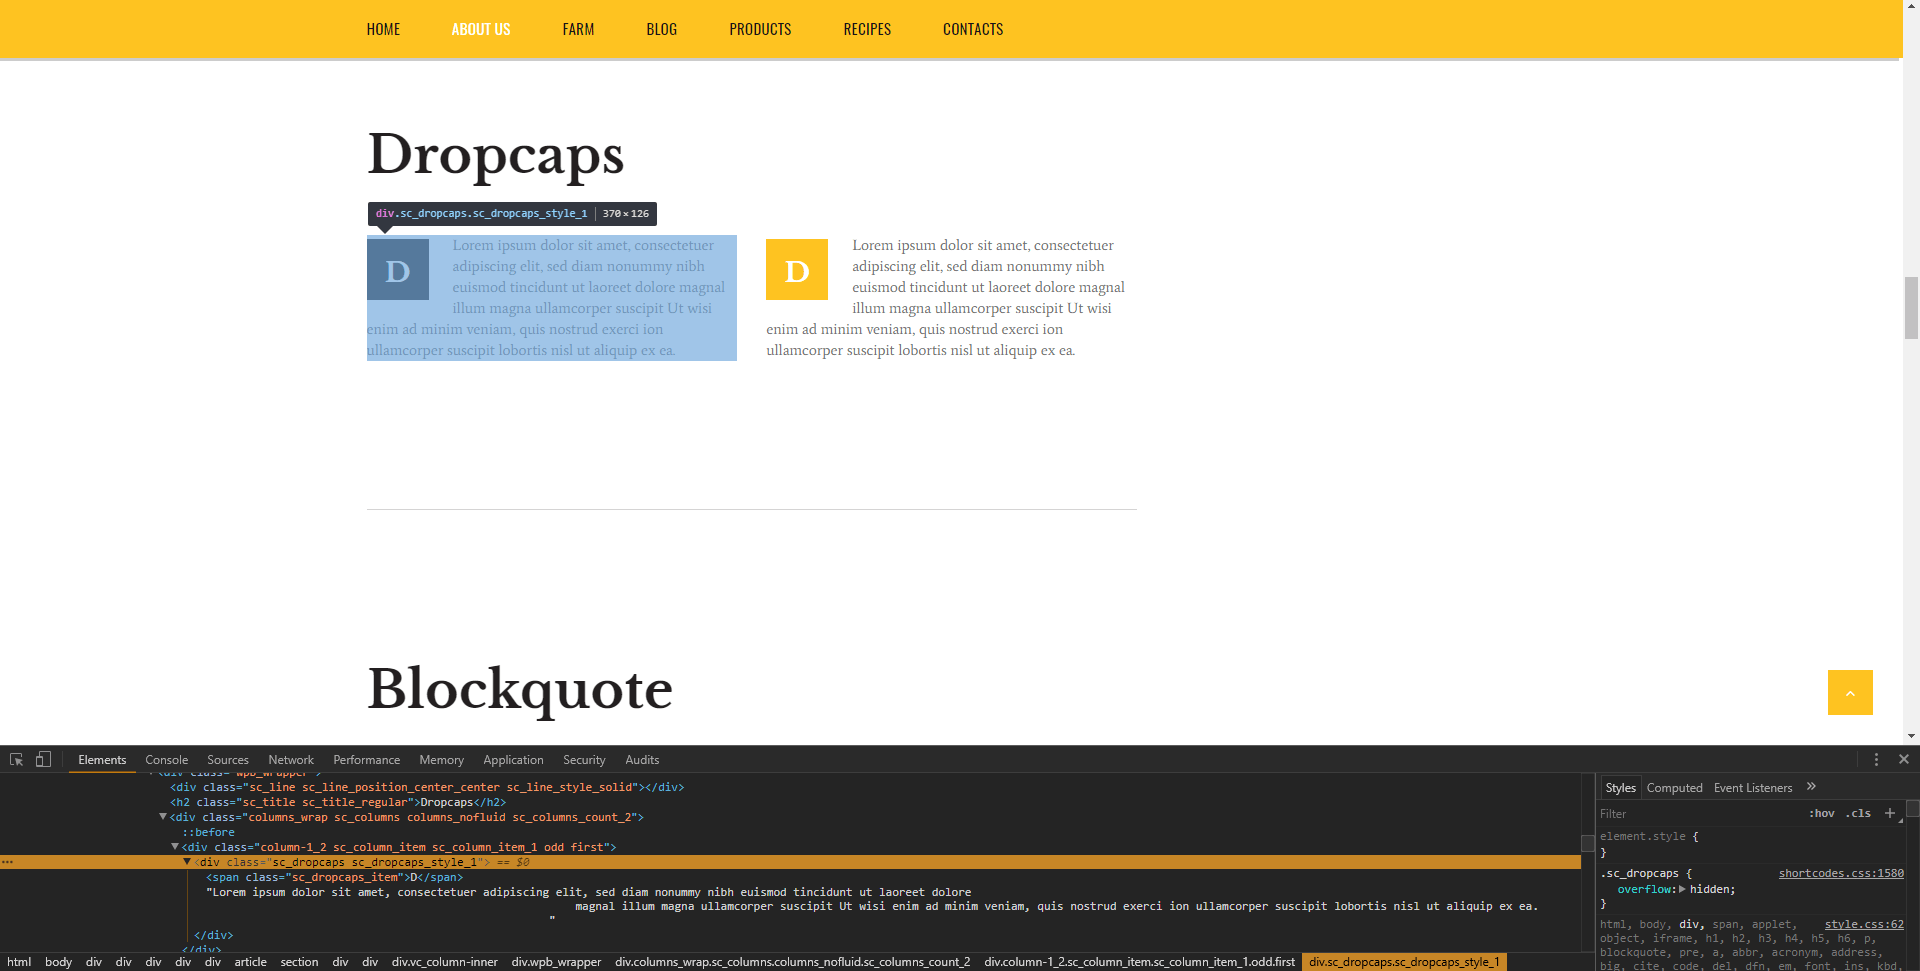 HOME ABOUT US FARM BLOG PRODUCTS RECIPES CONTACTS
Dropcaps
div.sc_dropcaps.sc_dropcaps_style_1 370 × 126
D
Lorem ipsum dolor sit amet, consectetuer
adipiscing elit, sed diam nonummy nibh
euismod tincidunt ut laoreet dolore magnal
illum magna ullamcorper suscipit Ut wisi
enim ad minim veniam, quis nostrud exerci ion
ullamcorper suscipit lobortis nisl ut aliquip ex ea.
D
Lorem ipsum dolor sit amet, consectetuer
adipiscing elit, sed diam nonummy nibh
euismod tincidunt ut laoreet dolore magnal
illum magna ullamcorper suscipit Ut wisi
enim ad minim veniam, quis nostrud exerci ion
ullamcorper suscipit lobortis nisl ut aliquip ex ea.
Blockquote
Elements Console Sources Network Performance Memory Application Security Audits
<div class="wpb_wrapper">
<div class="sc_line sc_line_position_center_center sc_line_style_solid"></div>
<h2 class="sc_title sc_title_regular">Dropcaps</h2>
<div class="columns_wrap sc_columns columns_nofluid sc_columns_count_2">
::before
<div class="column-1_2 sc_column_item sc_column_item_1 odd first">
<div class="sc_dropcaps sc_dropcaps_style_1"> == $0
<span class="sc_dropcaps_item">D</span>
"Lorem ipsum dolor sit amet, consectetuer adipiscing elit, sed diam nonummy nibh euismod tincidunt ut laoreet dolore
magnal illum magna ullamcorper suscipit Ut wisi enim ad minim veniam, quis nostrud exerci ion ullamcorper suscipit lobortis nisl ut aliquip ex ea.
"
</div>
</div>
html body div div div div div article section div div div.vc_column-inner div.wpb_wrapper div.columns_wrap.sc_columns.columns_nofluid.sc_columns_count_2 div.column-1_2.sc_column_item.sc_column_item_1.odd.first div.sc_dropcaps.sc_dropcaps_style_1
Styles Computed Event Listeners »
Filter :hov .cls +
element.style {
}
.sc_dropcaps { shortcodes.css:1580
overflow: hidden;
}
html, body, div, span, applet, style.css:62
object, iframe, h1, h2, h3, h4, h5, h6, p,
blockquote, pre, a, abbr, acronym, address,
big, cite, code, del, dfn, em, font, ins, kbd,